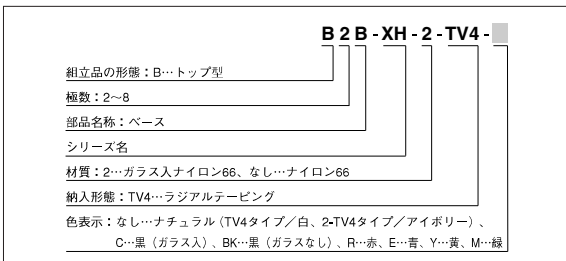 B 2 B - XH - 2 - TV4 -
組立品の形態：B…トップ型
極数：2〜8
部品名称：ベース
シリーズ名
材質：2…ガラス入ナイロン66、なし…ナイロン66
納入形態：TV4…ラジアルテーピング
色表示：なし…ナチュラル（TV4タイプ／白、2-TV4タイプ／アイボリー）、
C…黒（ガラス入）、BK…黒（ガラスなし）、R…赤、E…青、Y…黄、M…緑